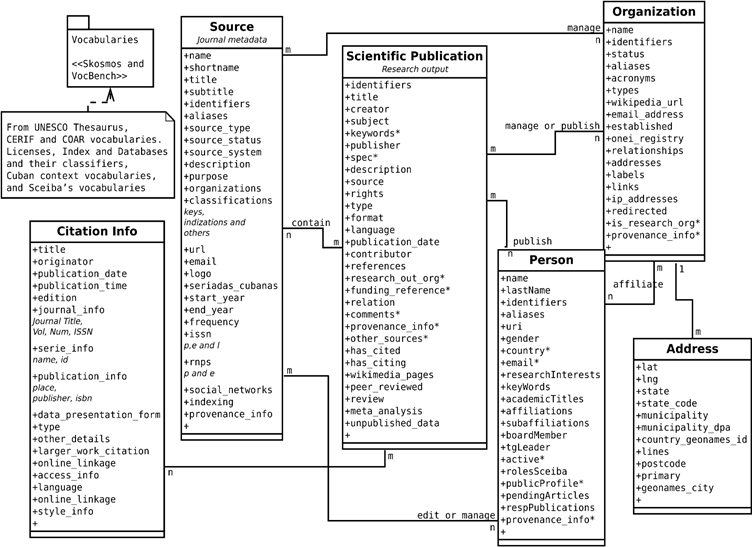 Vocabularies
<<Skosmos and
VocBench>>
From UNESCO Thesaurus,
CERIF and COAR vocabularies.
Licenses, Index and Databases
and their classifiers,
Cuban context vocabularies,
and Sceiba's vocabularies
Citation Info
+title
+originator
+publication_date
+publication_time
+edition
+journal_info
Journal Title,
Vol, Num, ISSN
+serie_info
name, id
+publication_info
place,
publisher, isbn
+data_presentation_form
+type
+other_details
+larger_work_citation
+online_linkage
+access_info
+language
+online_linkage
+style_info
+
Source
Journal metadata
+name
+shortname
+title
+subtitle
+identifiers
+aliases
+source_type
+source_status
+source_system
+description
+purpose
+organizations
+classifications
keys,
indizations and
others
+url
+email
+logo
+seriadas_cubanas
+start_year
+end_year
+frequency
+issn
p,e and l
+rnps
p and e
+social_networks
+indexing
+provenance_info
+
Scientific Publication
Research output
+identifiers
+title
+creator
+subject
+keywords*
+publisher
+spec*
+description
+source
+rights
+type
+format
+language
+publication_date
+contributor
+references
+research_out_org*
+funding_reference*
+relation
+comments*
+provenance_info*
+other_sources*
+has_cited
+has_citing
+wikimedia_pages
+peer_reviewed
+review
+meta_analysis
+unpublished_data
+
Organization
+name
+identifiers
+status
+aliases
+acronyms
+types
+wikipedia_url
+email_address
+established
+onei_registry
+relationships
+addresses
+labels
+links
+ip_addresses
+redirected
+is_research_org*
+provenance_info*
+
Person
+name
+lastName
+identifiers
+aliases
+uri
+gender
+country*
+email*
+researchInterests
+keyWords
+academicTitles
+affiliations
+subaffiliations
+boardMember
+tgLeader
+active*
+rolesSceiba
+publicProfile*
+pendingArticles
+respPublications
+provenance_info*
+
Address
+lat
+lng
+state
+state_code
+municipality
+municipality_dpa
+country_geonames_id
+lines
+postcode
+primary
+geonames_city
+
manage
m
n
manage or publish
m
n
contain
n
m
m
publish
n
m
affiliate
n
1
m
m
n
m
edit or manage
n